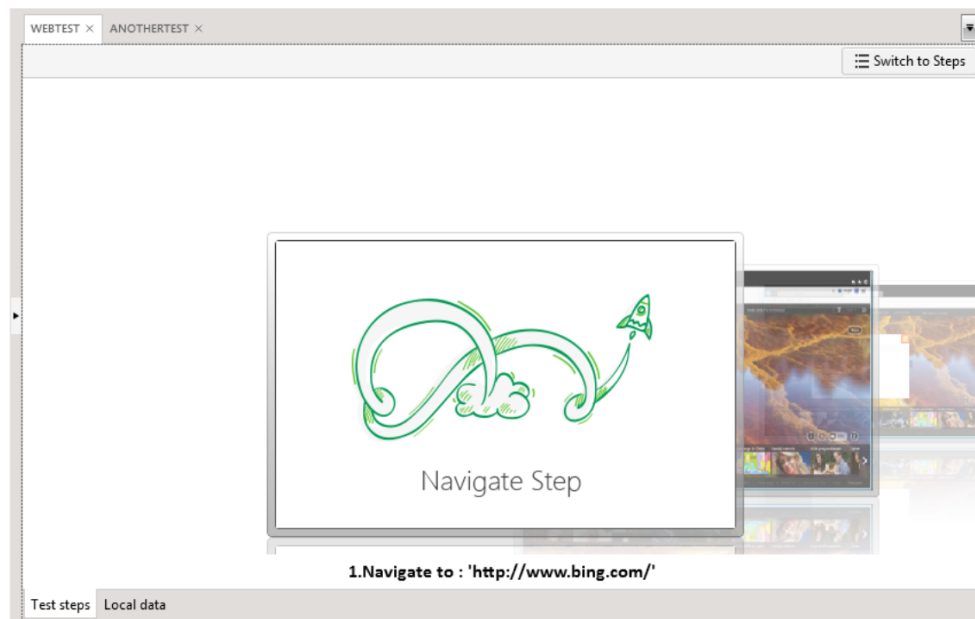 WEBTEST × ANOTHERTEST ×
Switch to Steps
Navigate Step
1.Navigate to : 'http://www.bing.com/'
Test steps Local data